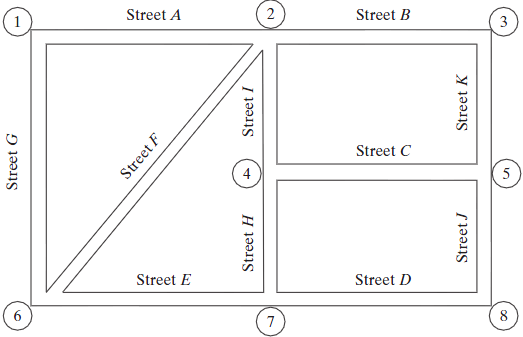 1
Street A
2
Street B
3
Street G
Street F
Street I
Street K
Street C
4
5
Street H
Street J
Street E
Street D
6
7
8